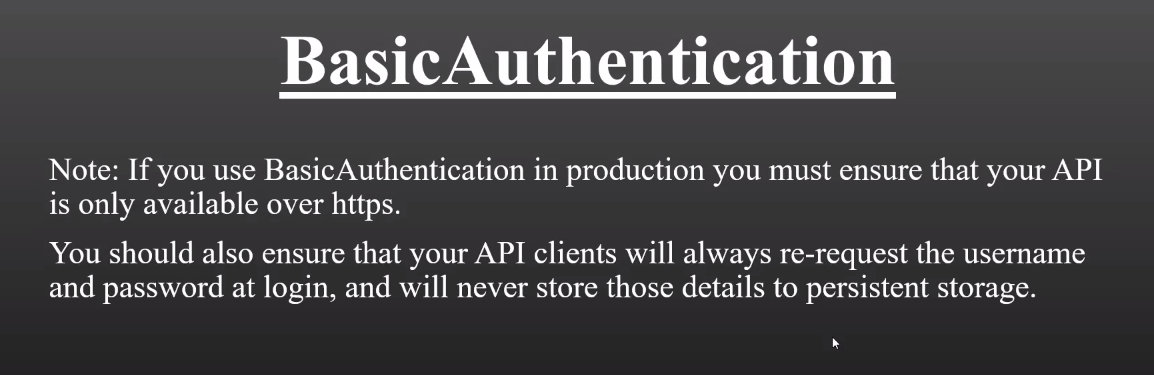 BasicAuthentication
Note: If you use BasicAuthentication in production you must ensure that your API
is only available over https.
You should also ensure that your API clients will always re-request the username
and password at login, and will never store those details to persistent storage.